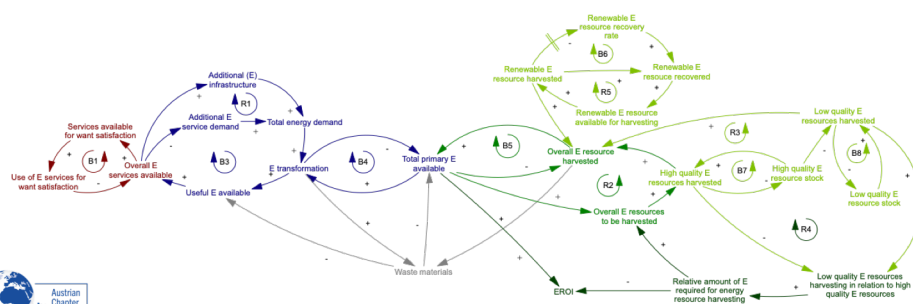 Renewable E
resource recovery
rate
B6
Renewable E
resource harvested
Renewable E
resouce recovered
R5
Renewable E resource
available for harvesting
Additional (E)
infrastructure
R1
Additional E
service demand
Total energy demand
Services available
for want satisfaction
B1
Use of E services for
want satisfaction
Overall E
services available
B3
Useful E available
E transformation
B4
Total primary E
available
B5
Overall E resource
harvested
R2
Overall E resources
to be harvested
Low quality E
resources harvested
R3
High quality E
resources harvested
B7
High quality E
resource stock
B8
Low quality E
resource stock
R4
Waste materials
EROI
Relative amount of E
required for energy
resource harvesting
Low quality E resources
harvesting in relation to high
quality E resources
Austrian
Chapter